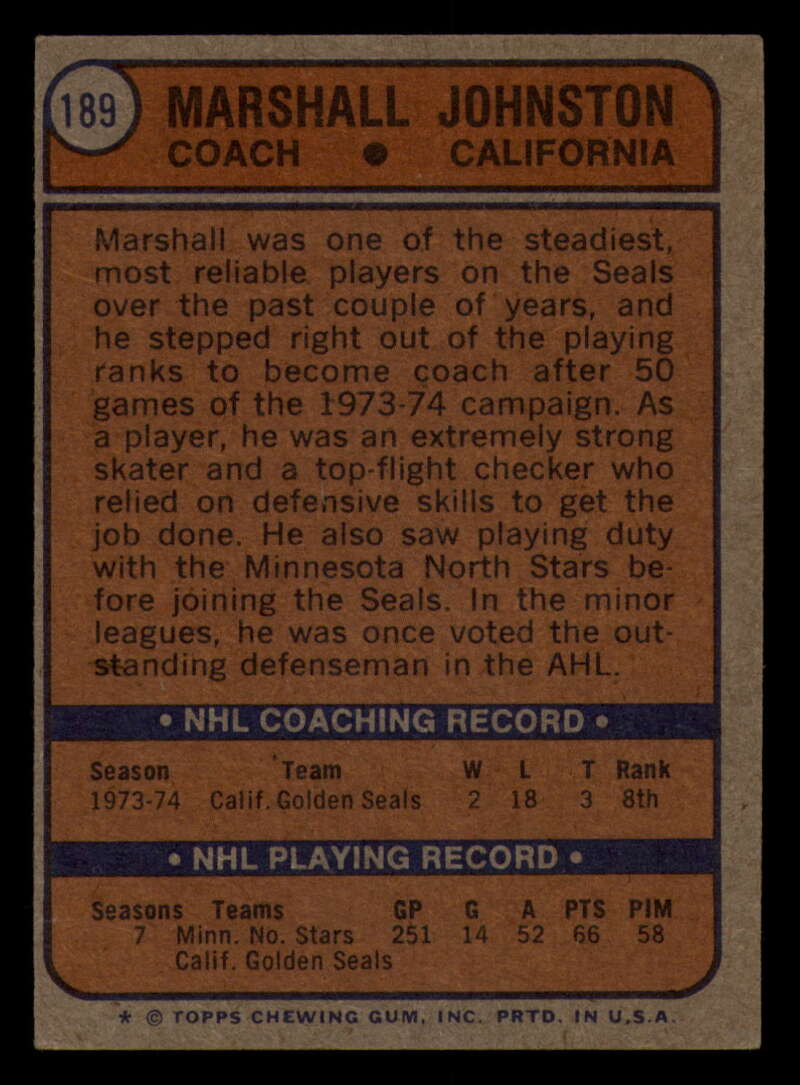 189 MARSHALL JOHNSTON
COACH • CALIFORNIA
Marshall was one of the steadiest,
most reliable players on the Seals
over the past couple of years, and
he stepped right out of the playing
ranks to become coach after 50
games of the 1973-74 campaign. As
a player, he was an extremely strong
skater and a top-flight checker who
relied on defensive skills to get the
job done. He also saw playing duty
with the Minnesota North Stars be-
fore joining the Seals. In the minor
leagues, he was once voted the out-
standing defenseman in the AHL.
• NHL COACHING RECORD •
Season Team W L T Rank
1973-74 Calif. Golden Seals 2 18 3 8th
• NHL PLAYING RECORD •
Seasons Teams GP G A PTS PIM
7 Minn. No. Stars 251 14 52 66 58
Calif. Golden Seals
* © TOPPS CHEWING GUM, INC. PRTD. IN U.S.A.